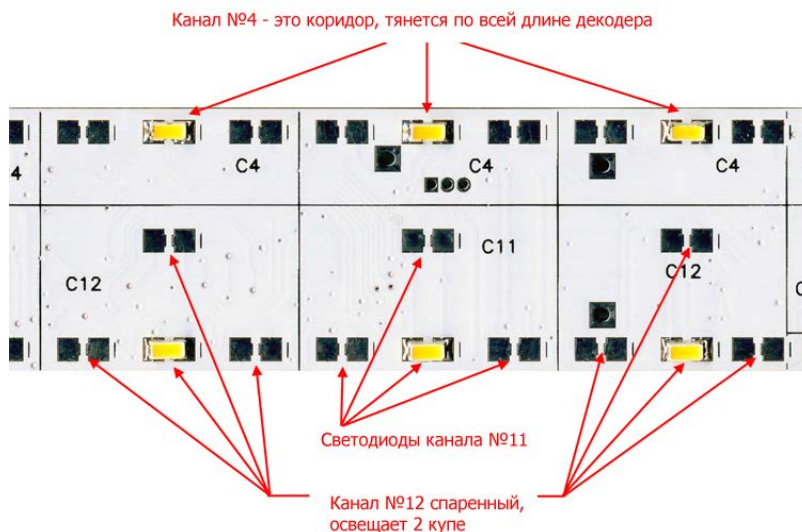 Канал №4 - это коридор, тянется по всей длине декодера
4
C4
C4
C4
C12
C11
C12
Светодиоды канала №11
Канал №12 спаренный,
освещает 2 купе